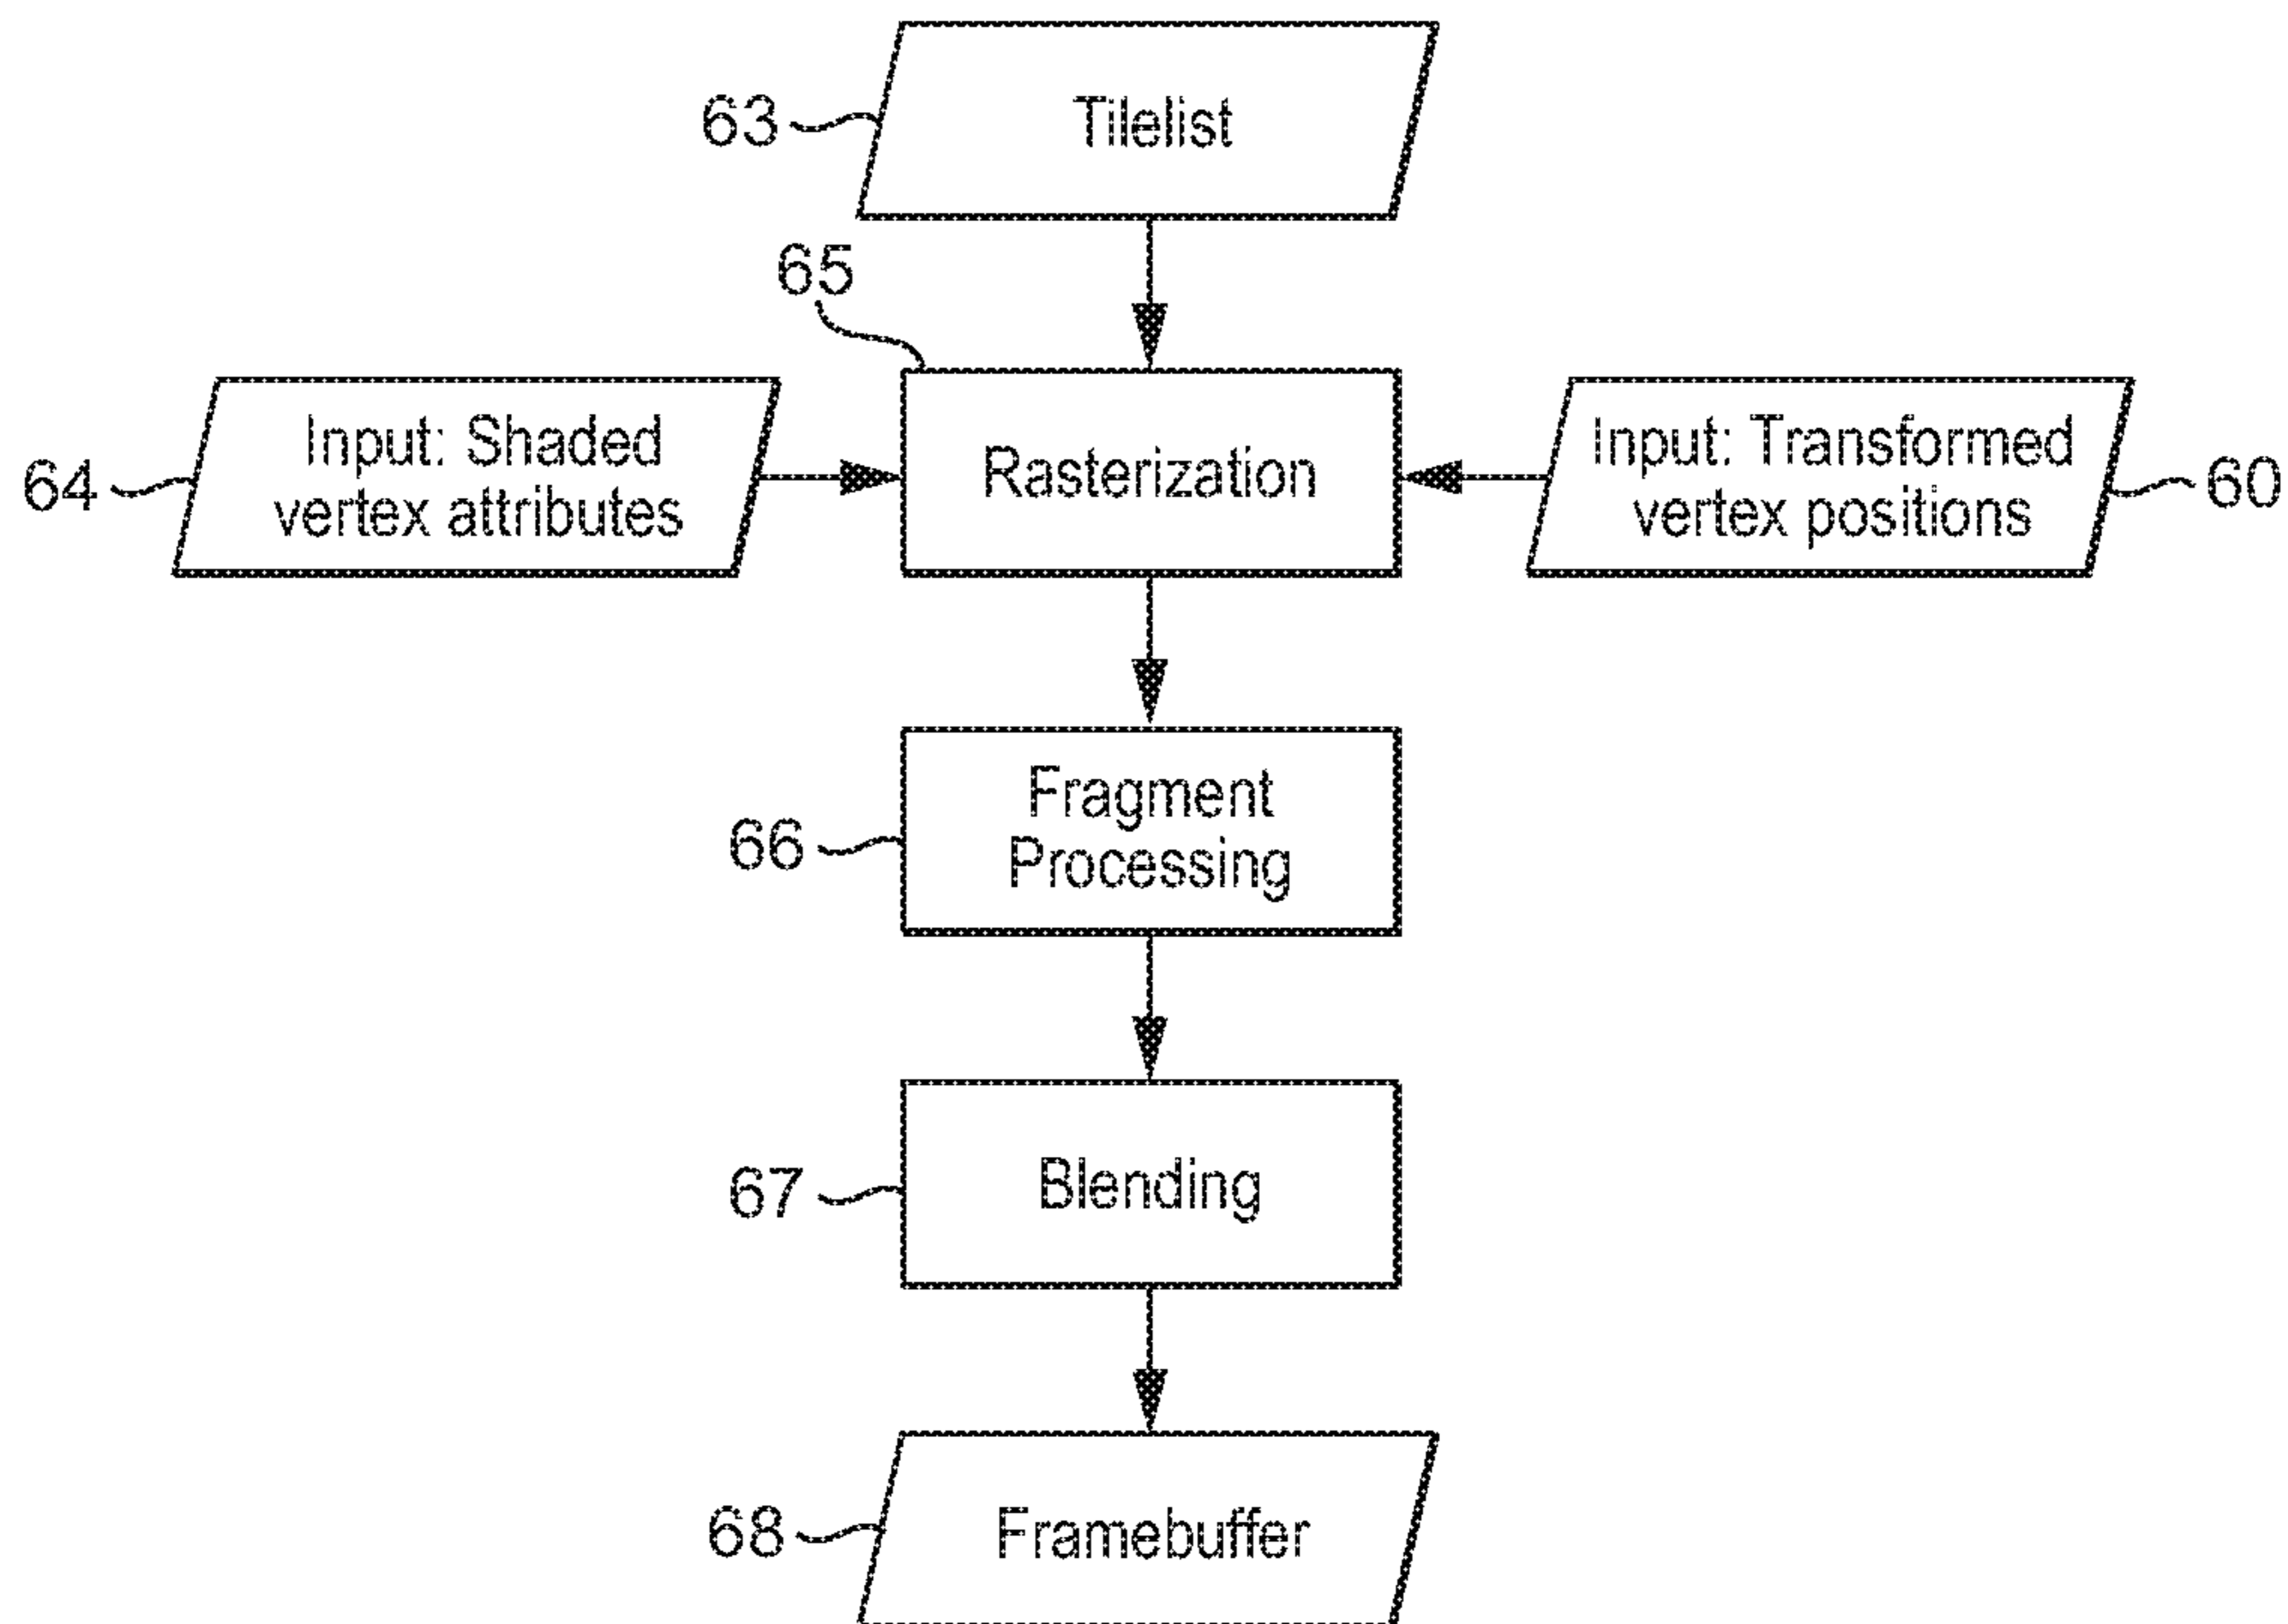 63
Tilelist
65
64
Input: Shaded
vertex attributes
Rasterization
Input: Transformed
vertex positions
60
66
Fragment
Processing
67
Blending
68
Framebuffer